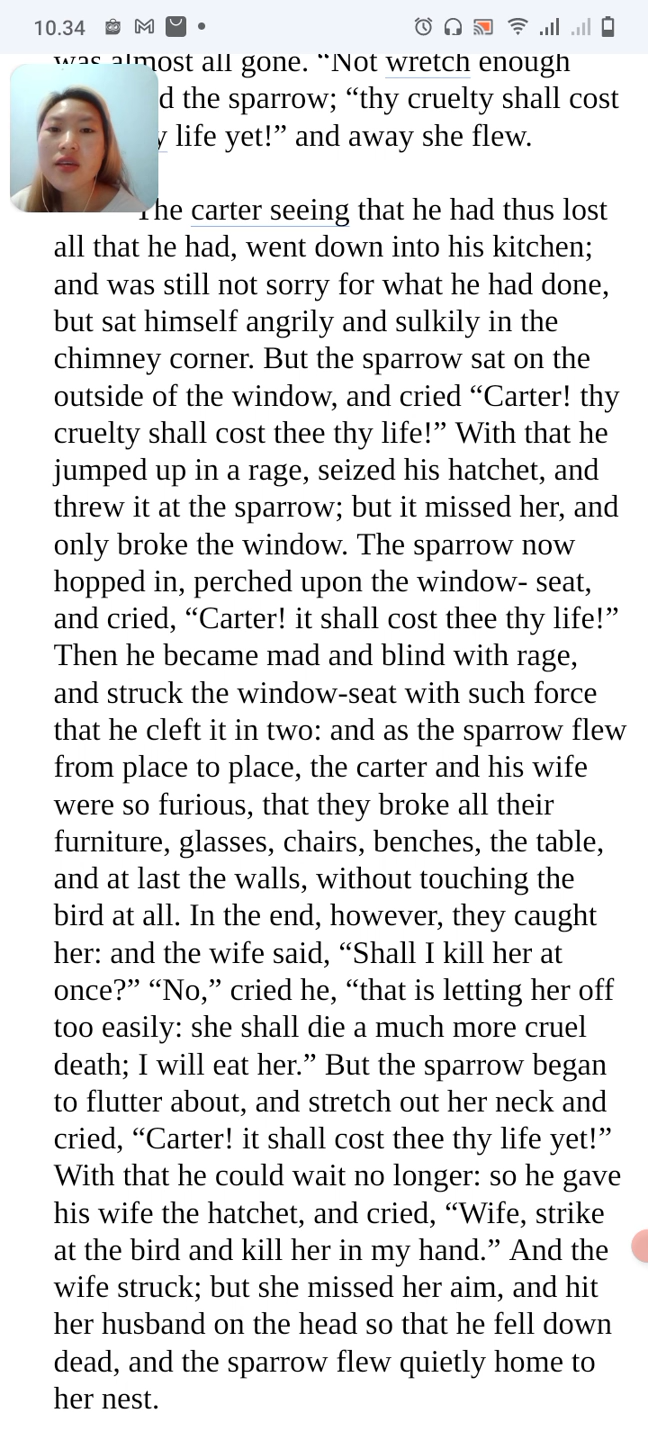 10.34
was almost all gone. “Not wretch enough
the sparrow; “thy cruelty shall cost
life yet!” and away she flew.
The carter seeing that he had thus lost
all that he had, went down into his kitchen;
and was still not sorry for what he had done,
but sat himself angrily and sulkily in the
chimney corner. But the sparrow sat on the
outside of the window, and cried “Carter! thy
cruelty shall cost thee thy life!” With that he
jumped up in a rage, seized his hatchet, and
threw it at the sparrow; but it missed her, and
only broke the window. The sparrow now
hopped in, perched upon the window- seat,
and cried, “Carter! it shall cost thee thy life!”
Then he became mad and blind with rage,
and struck the window-seat with such force
that he cleft it in two: and as the sparrow flew
from place to place, the carter and his wife
were so furious, that they broke all their
furniture, glasses, chairs, benches, the table,
and at last the walls, without touching the
bird at all. In the end, however, they caught
her: and the wife said, “Shall I kill her at
once?” “No,” cried he, “that is letting her off
too easily: she shall die a much more cruel
death; I will eat her.” But the sparrow began
to flutter about, and stretch out her neck and
cried, “Carter! it shall cost thee thy life yet!”
With that he could wait no longer: so he gave
his wife the hatchet, and cried, “Wife, strike
at the bird and kill her in my hand.” And the
wife struck; but she missed her aim, and hit
her husband on the head so that he fell down
dead, and the sparrow flew quietly home to
her nest.